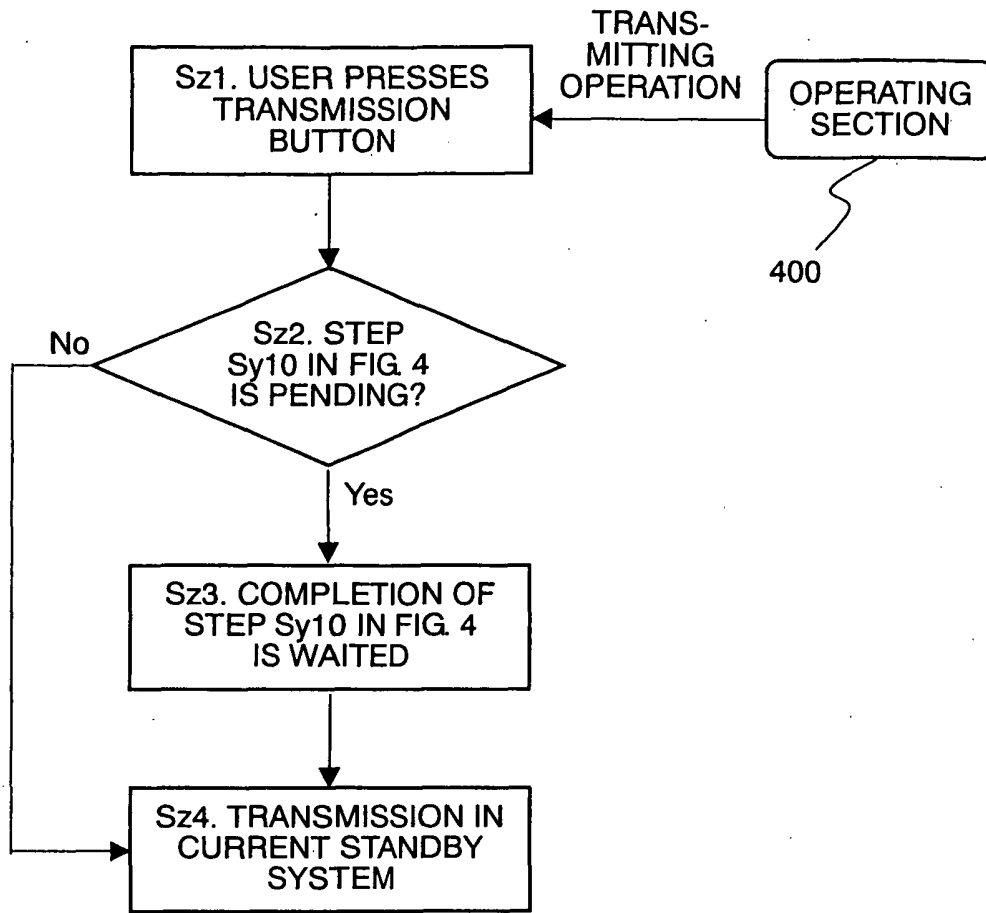 TRANS-
MITTING
OPERATION
Sz1. USER PRESSES
TRANSMISSION
BUTTON
OPERATING
SECTION
400
No
Sz2. STEP
Sy10 IN FIG. 4
IS PENDING?
Yes
Sz3. COMPLETION OF
STEP Sy10 IN FIG. 4
IS WAITED
Sz4. TRANSMISSION IN
CURRENT STANDBY
SYSTEM